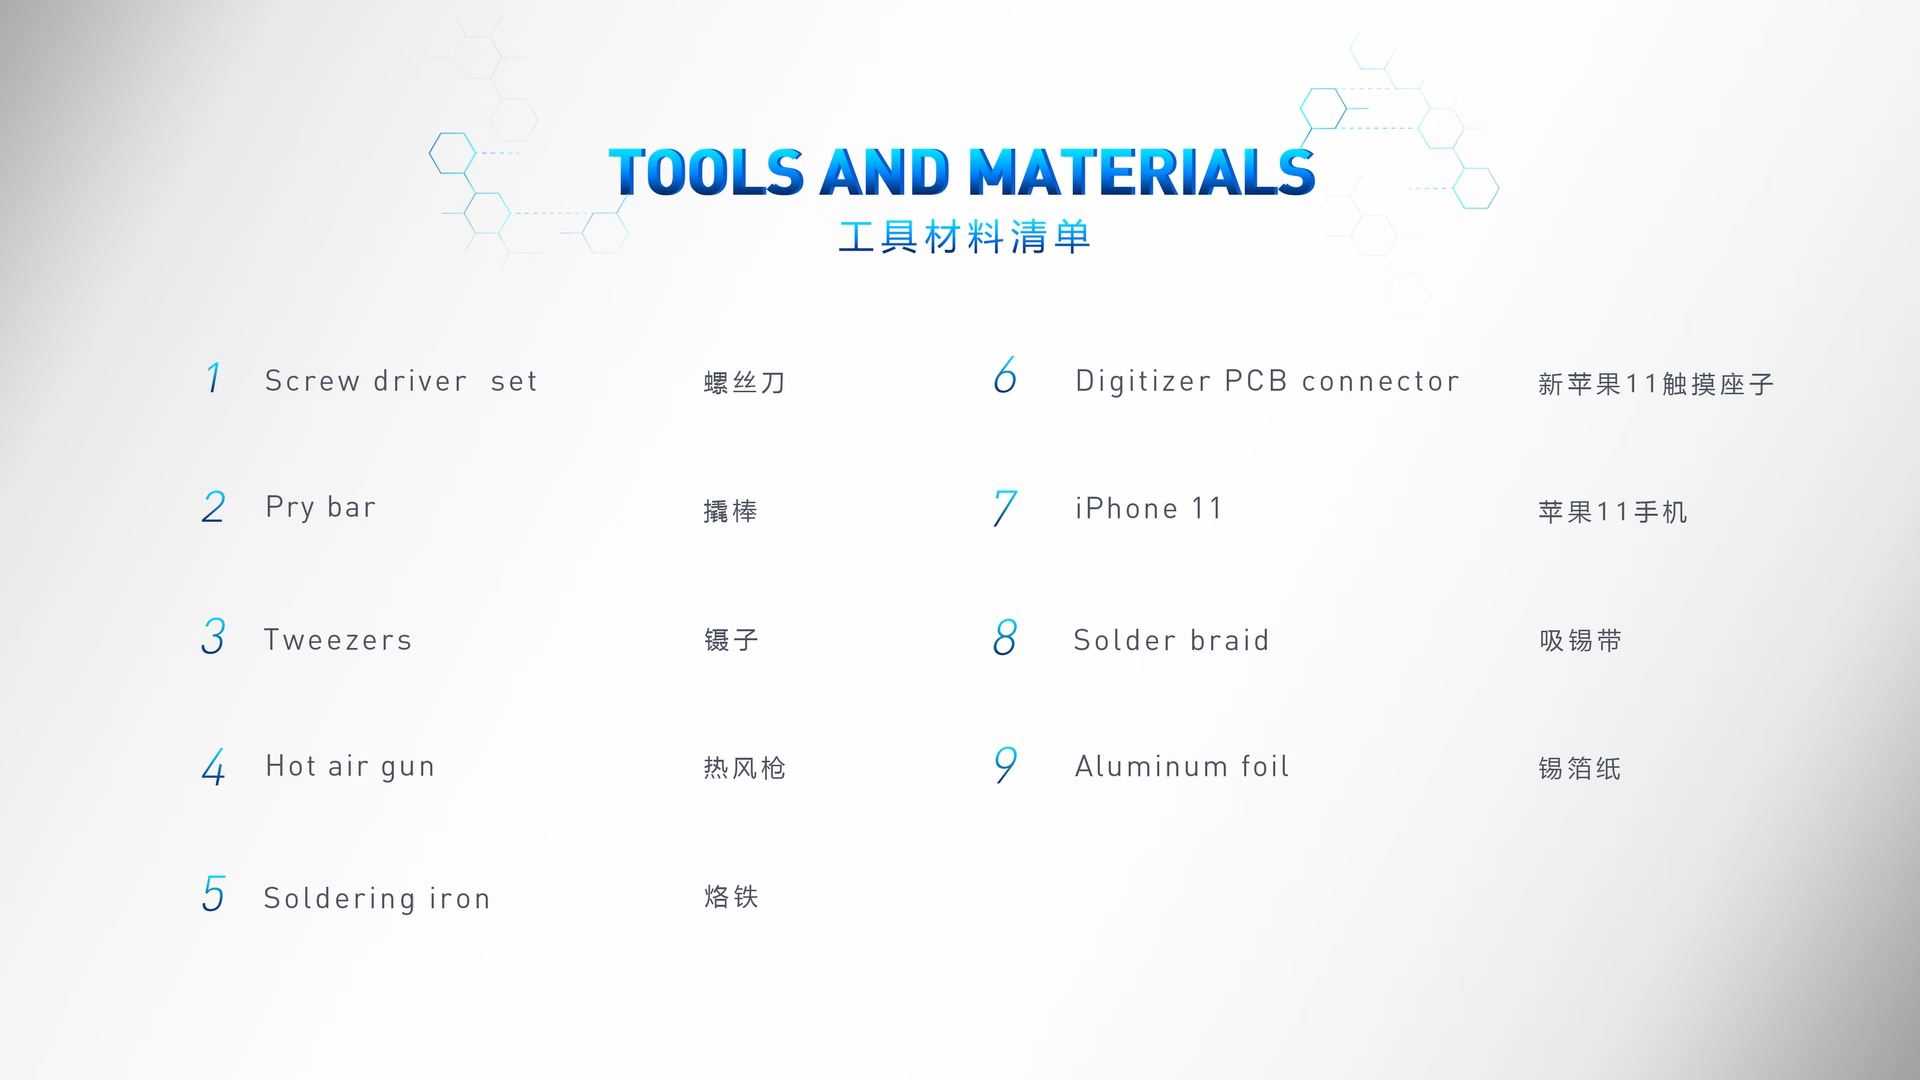 TOOLS AND MATERIALS
工具材料清单
1 Screw driver set 螺丝刀
2 Pry bar 撬棒
3 Tweezers 镊子
4 Hot air gun 热风枪
5 Soldering iron 烙铁
6 Digitizer PCB connector 新苹果11触摸座子
7 iPhone 11 苹果11手机
8 Solder braid 吸锡带
9 Aluminum foil 锡箔纸